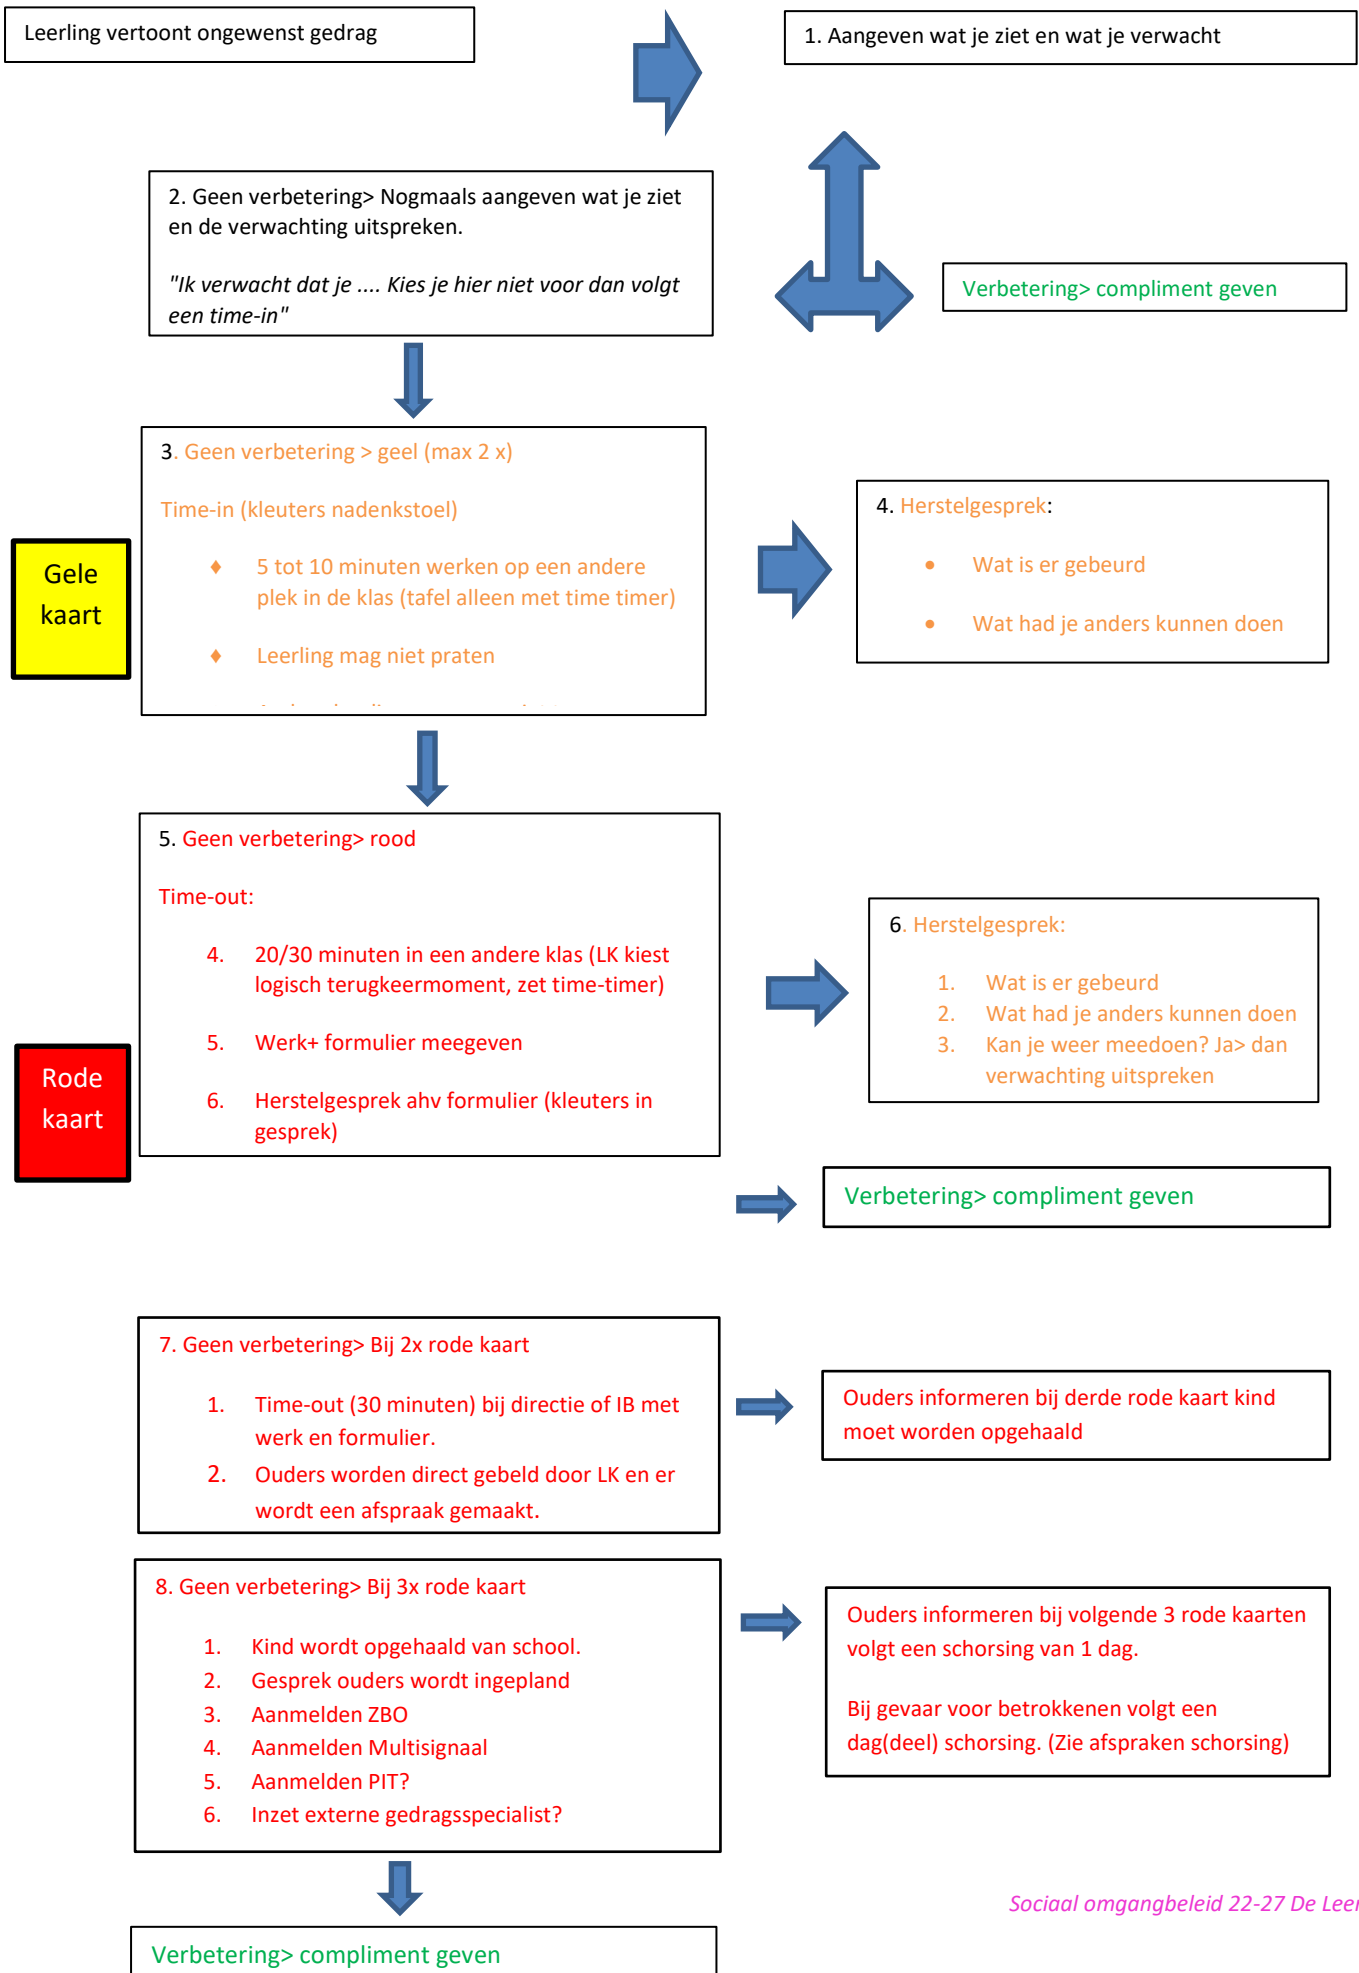 Leerling vertoont ongewenst gedrag
1. Aangeven wat je ziet en wat je verwacht
2. Geen verbetering> Nogmaals aangeven wat je ziet
en de verwachting uitspreken.
"Ik verwacht dat je .... Kies je hier niet voor dan volgt
een time-in"
Verbetering> compliment geven
Gele
kaart
3. Geen verbetering > geel (max 2 x)
Time-in (kleuters nadenkstoel)
♦ 5 tot 10 minuten werken op een andere
plek in de klas (tafel alleen met time timer)
♦ Leerling mag niet praten
4. Herstelgesprek:
• Wat is er gebeurd
• Wat had je anders kunnen doen
Rode
kaart
5. Geen verbetering> rood
Time-out:
4. 20/30 minuten in een andere klas (LK kiest
logisch terugkeermoment, zet time-timer)
5. Werk+ formulier meegeven
6. Herstelgesprek ahv formulier (kleuters in
gesprek)
6. Herstelgesprek:
1. Wat is er gebeurd
2. Wat had je anders kunnen doen
3. Kan je weer meedoen? Ja> dan
verwachting uitspreken
Verbetering> compliment geven
7. Geen verbetering> Bij 2x rode kaart
1. Time-out (30 minuten) bij directie of IB met
werk en formulier.
2. Ouders worden direct gebeld door LK en er
wordt een afspraak gemaakt.
Ouders informeren bij derde rode kaart kind
moet worden opgehaald
8. Geen verbetering> Bij 3x rode kaart
1. Kind wordt opgehaald van school.
2. Gesprek ouders wordt ingepland
3. Aanmelden ZBO
4. Aanmelden Multisignaal
5. Aanmelden PIT?
6. Inzet externe gedragsspecialist?
Ouders informeren bij volgende 3 rode kaarten
volgt een schorsing van 1 dag.
Bij gevaar voor betrokkenen volgt een
dag(deel) schorsing. (Zie afspraken schorsing)
Sociaal omgangbeleid 22-27 De Leer
Verbetering> compliment geven